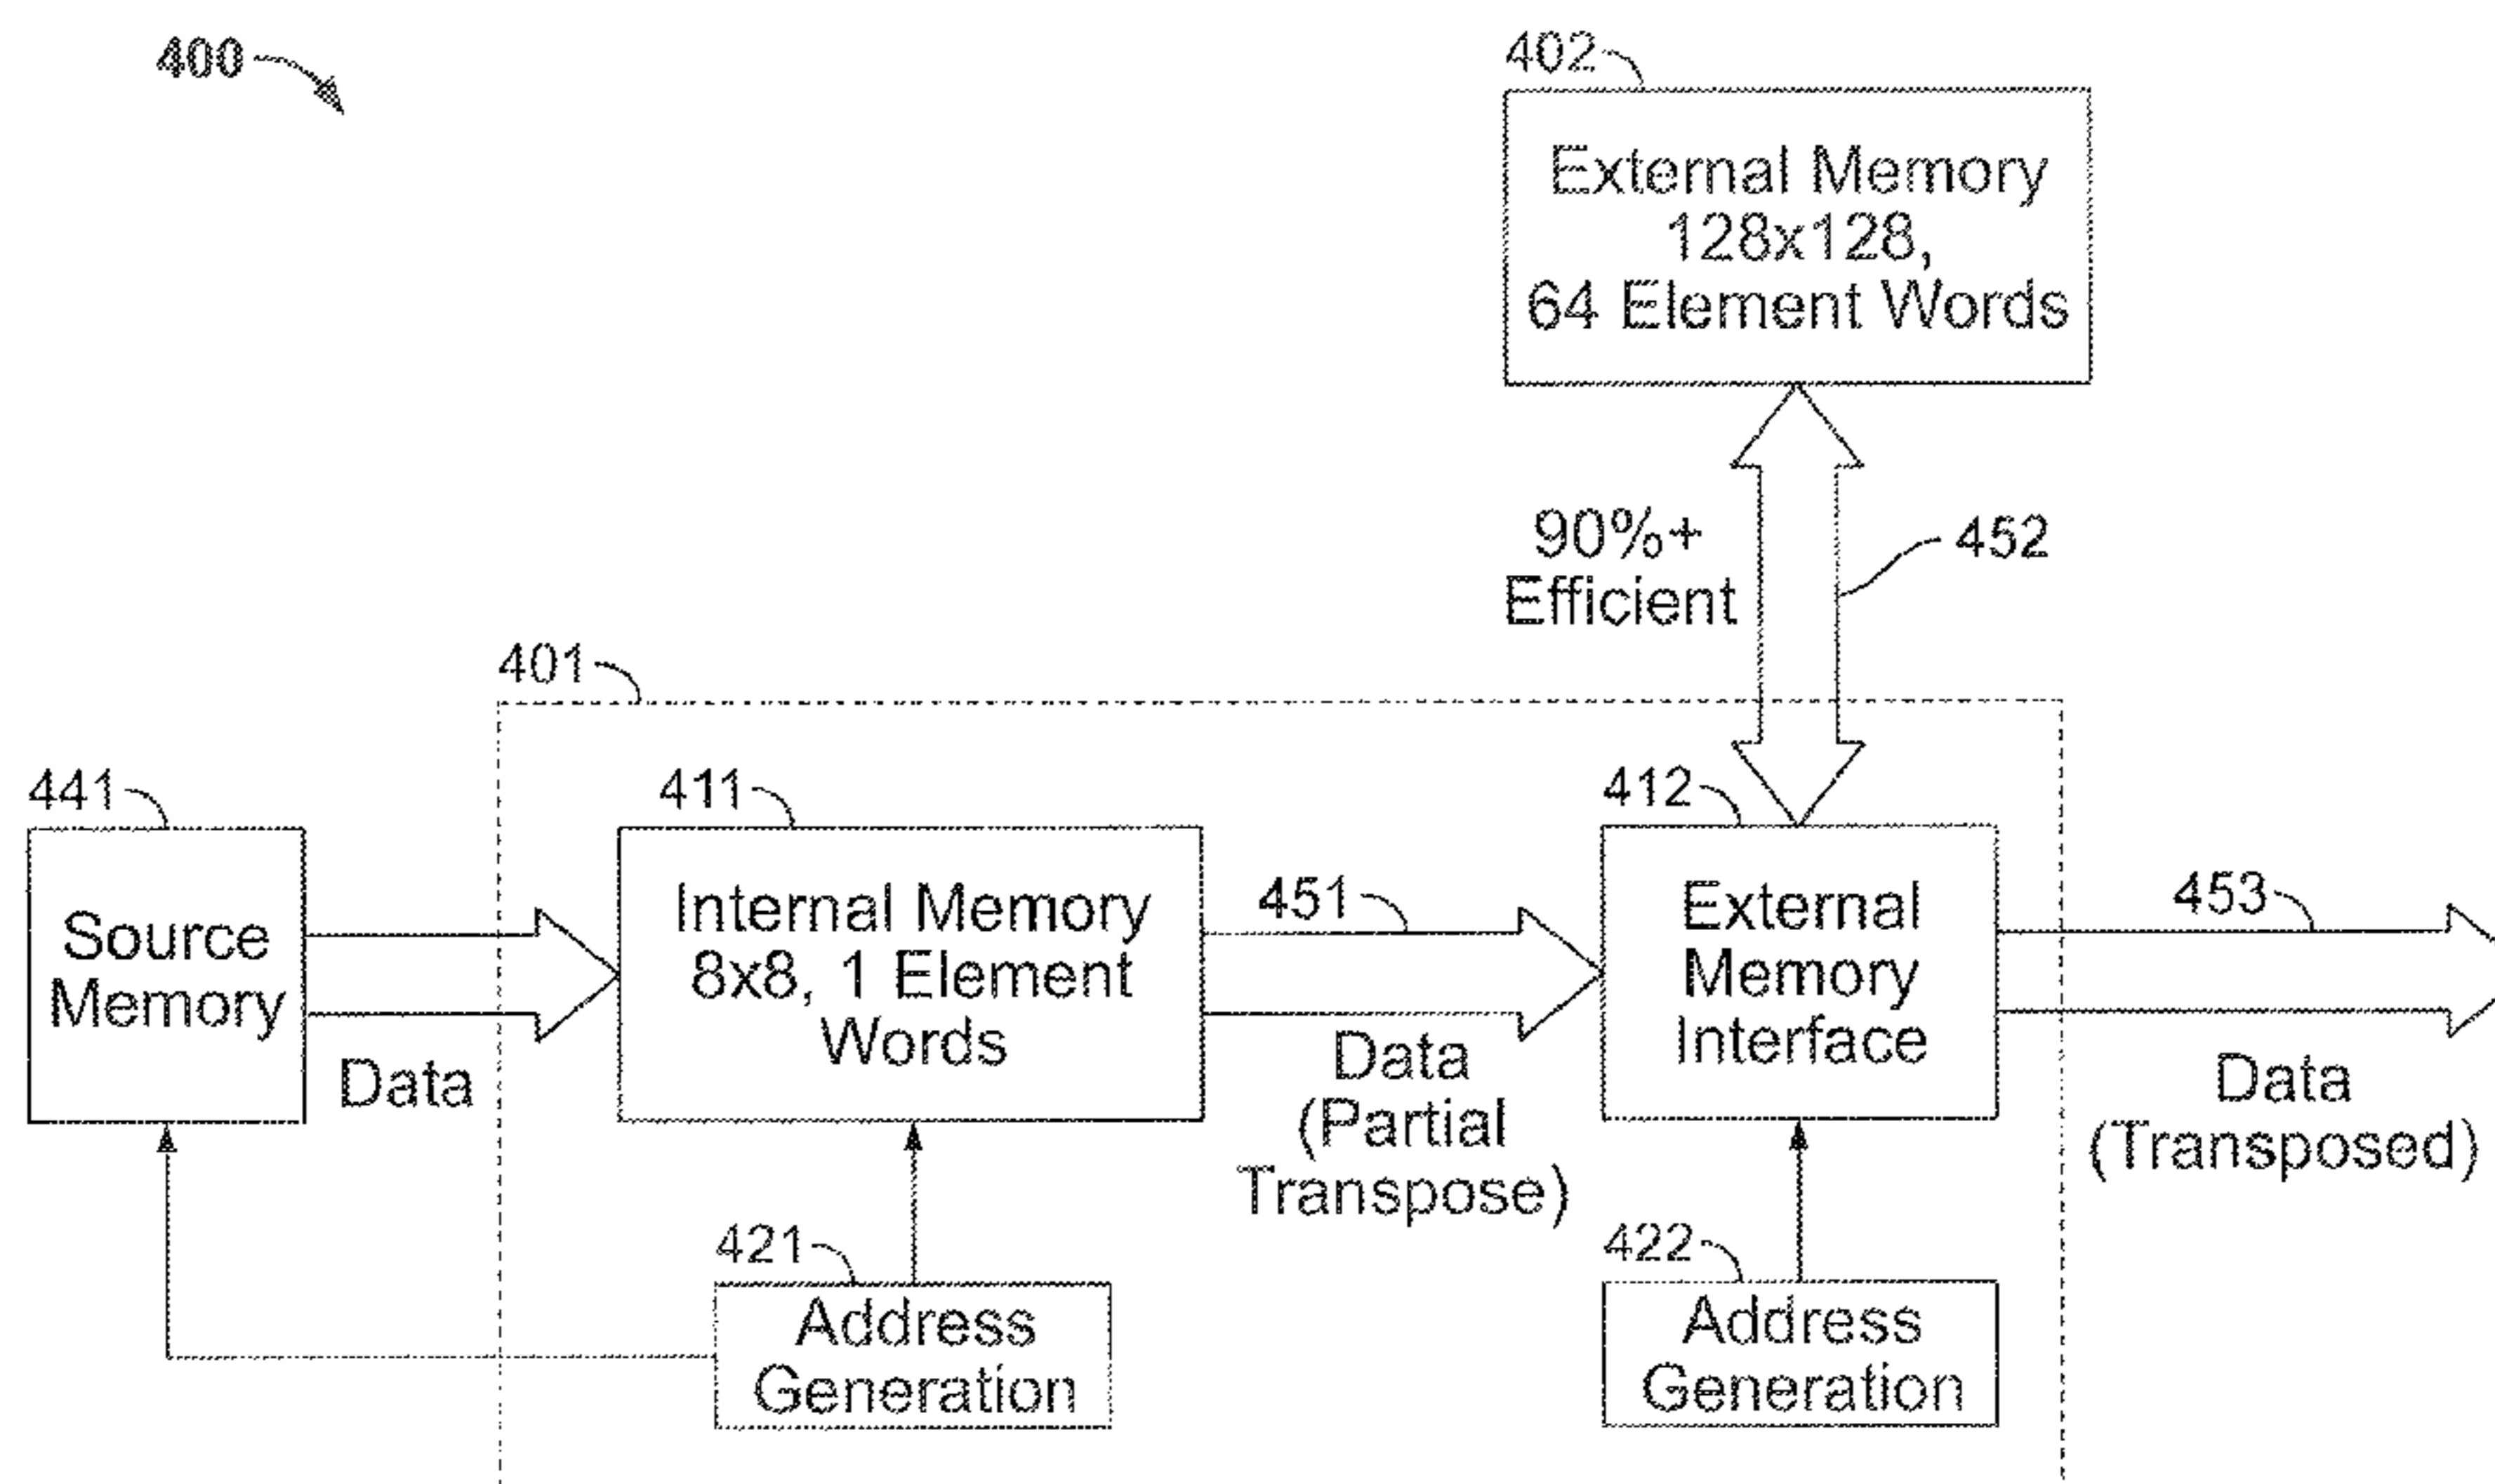 400
402
External Memory
128x128,
64 Element Words
90%+
Efficient
452
401
441
411
412
Source
Memory
Data
Internal Memory
8x8, 1 Element
Words
451
Data
(Partial
Transpose)
External
Memory
Interface
453
Data
(Transposed)
421
Address
Generation
422
Address
Generation